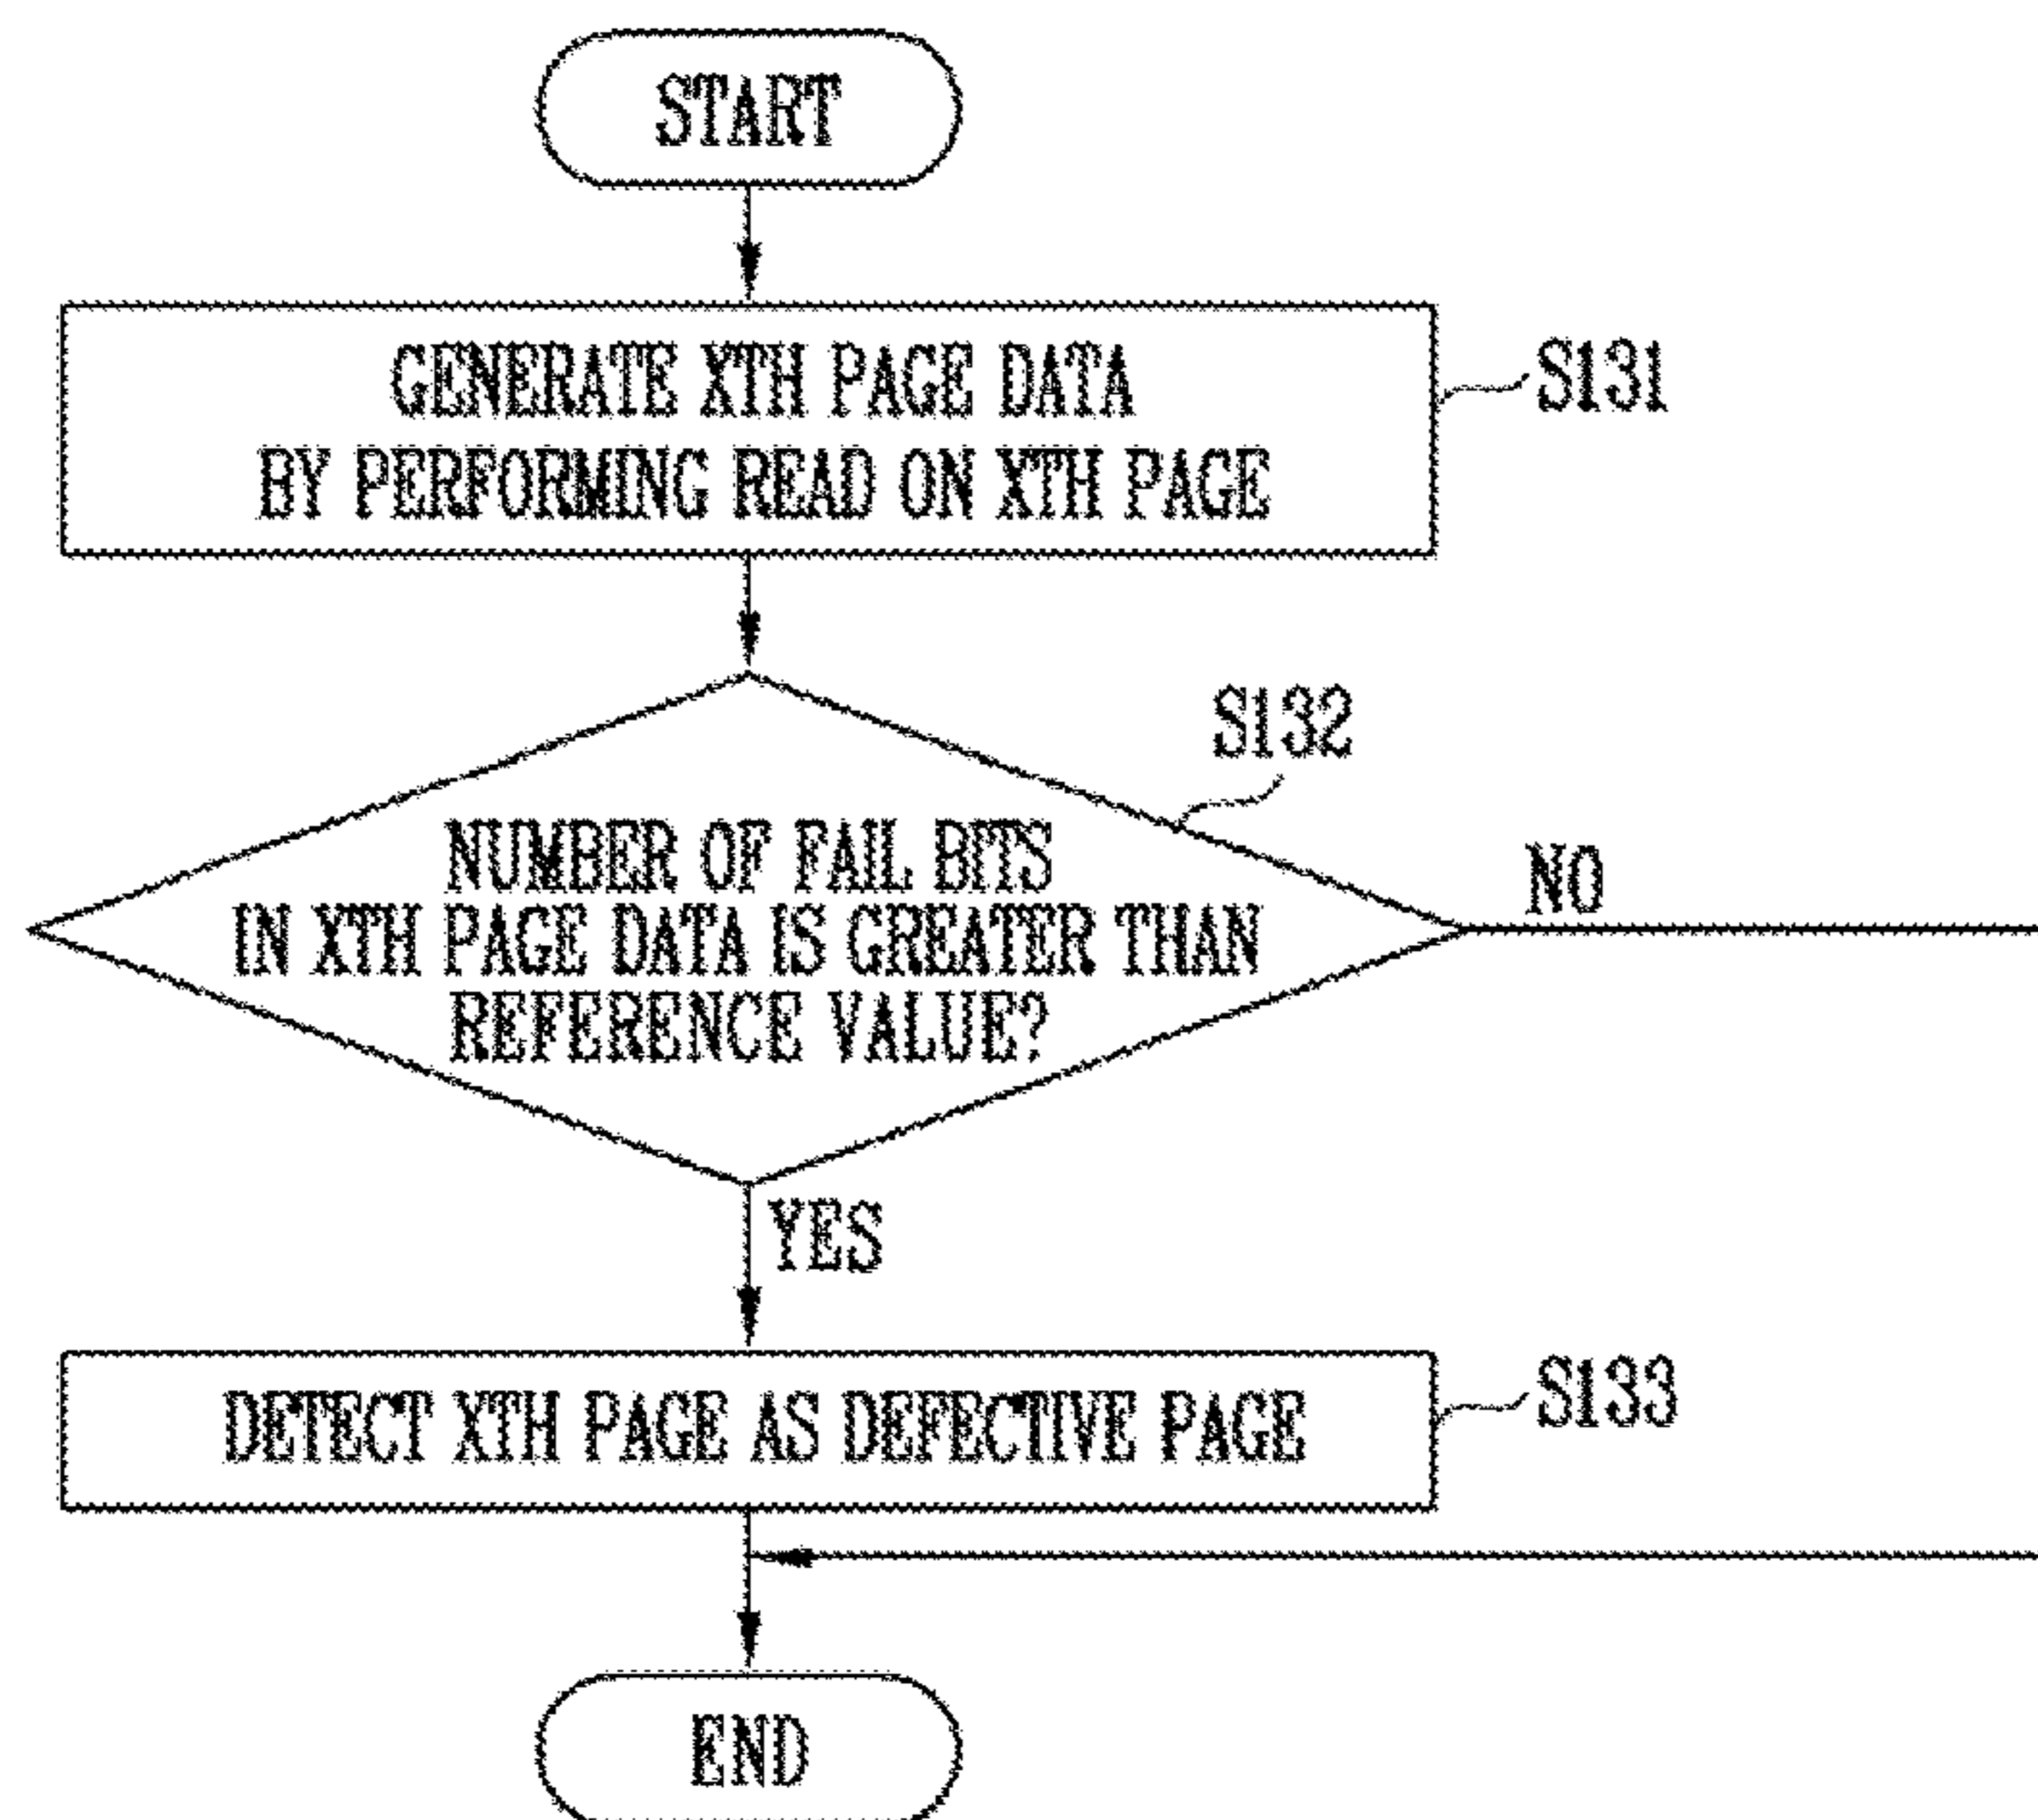 START
GENERATE XTH PAGE DATA
BY PERFORMING READ ON XTH PAGE
S131
S132
NUMBER OF FAIL BITS
IN XTH PAGE DATA IS GREATER THAN
REFERENCE VALUE?
NO
YES
DETECT XTH PAGE AS DEFECTIVE PAGE
S133
END